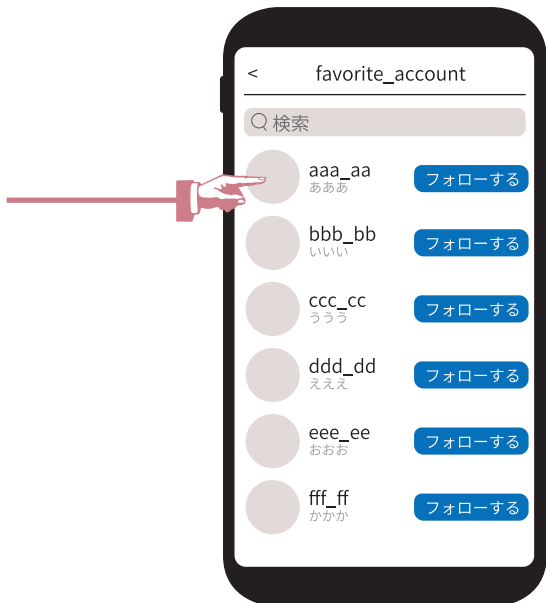 < favorite_account
検索
aaa_aa
あああ
フォローする
bbb_bb
いいい
フォローする
ccc_cc
ううう
フォローする
ddd_dd
えええ
フォローする
eee_ee
おおお
フォローする
fff_ff
かかか
フォローする